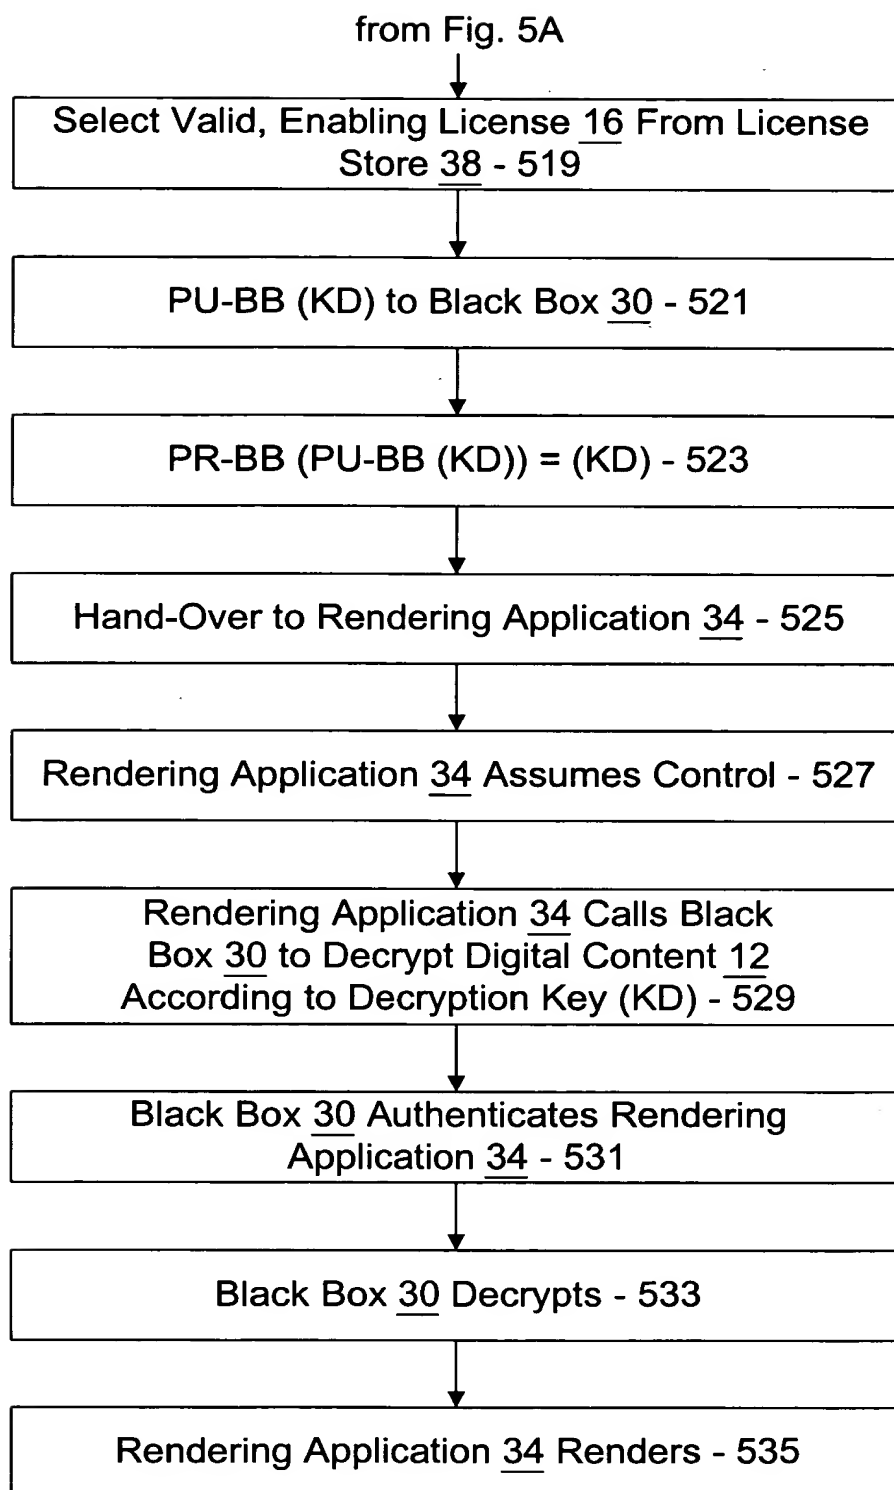 from Fig. 5A
Select Valid, Enabling License 16 From License
Store 38 - 519
PU-BB (KD) to Black Box 30 - 521
PR-BB (PU-BB (KD)) = (KD) - 523
Hand-Over to Rendering Application 34 - 525
Rendering Application 34 Assumes Control - 527
Rendering Application 34 Calls Black
Box 30 to Decrypt Digital Content 12
According to Decryption Key (KD) - 529
Black Box 30 Authenticates Rendering
Application 34 - 531
Black Box 30 Decrypts - 533
Rendering Application 34 Renders - 535